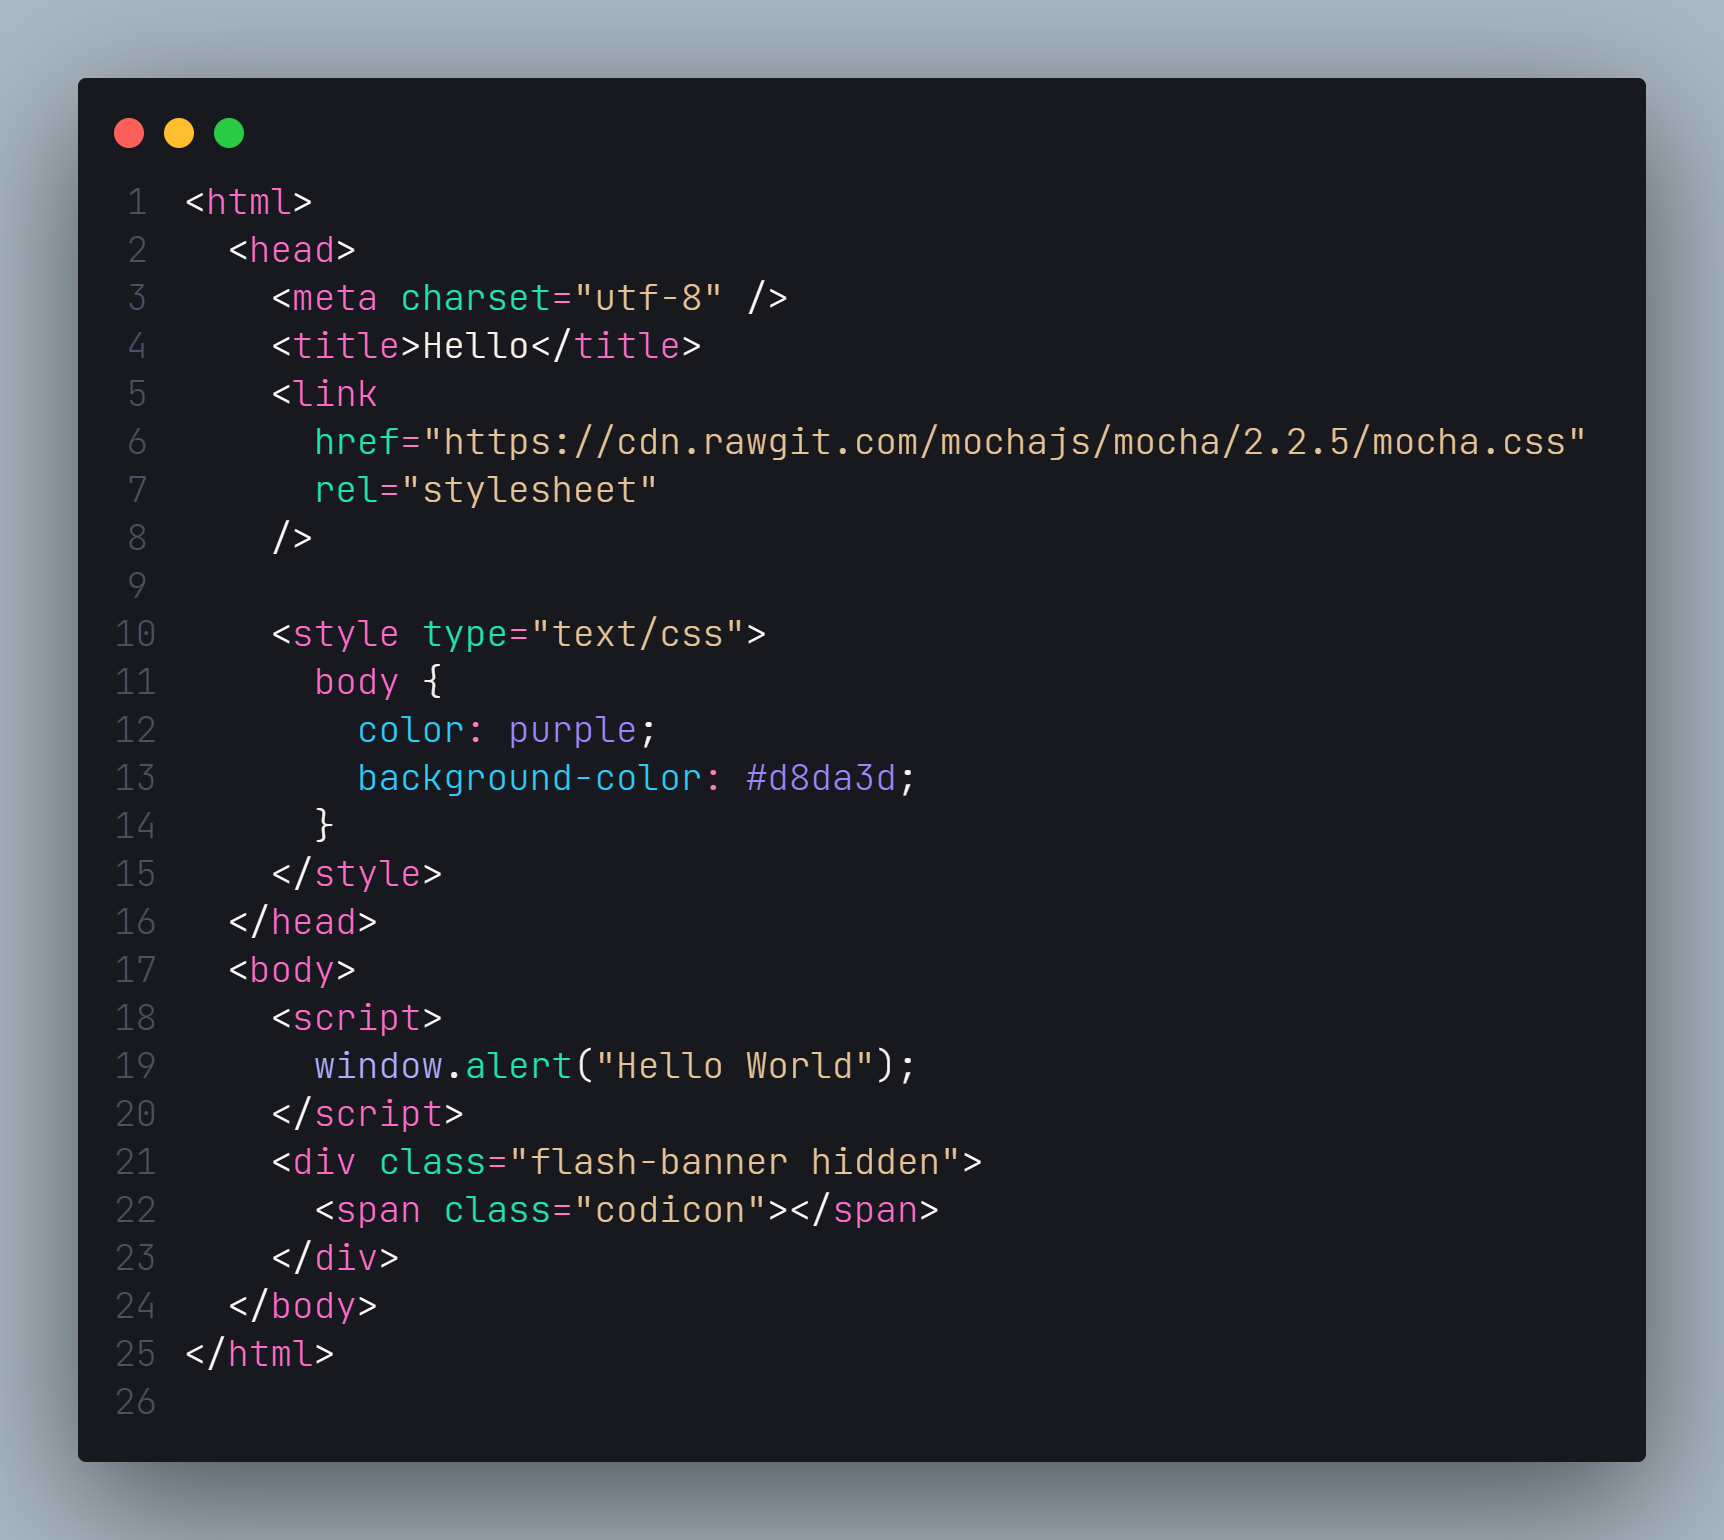 1 <html>
2   <head>
3     <meta charset="utf-8" />
4     <title>Hello</title>
5     <link
6       href="https://cdn.rawgit.com/mochajs/mocha/2.2.5/mocha.css"
7       rel="stylesheet"
8     />
9
10     <style type="text/css">
11       body {
12         color: purple;
13         background-color: #d8da3d;
14       }
15     </style>
16   </head>
17   <body>
18     <script>
19       window.alert("Hello World");
20     </script>
21     <div class="flash-banner hidden">
22       <span class="codicon"></span>
23     </div>
24   </body>
25 </html>
26